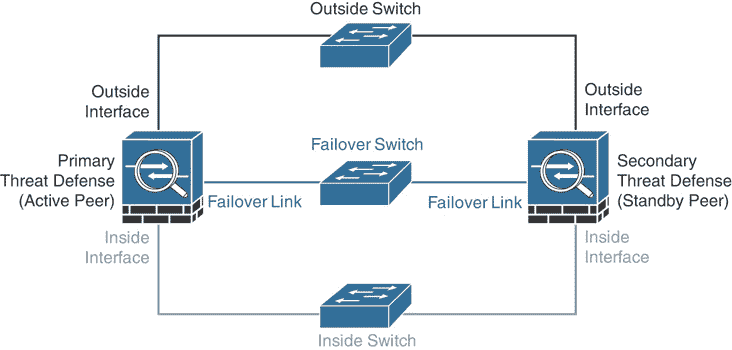 Outside Switch
Outside
Interface
Outside
Interface
Primary
Threat Defense
(Active Peer)
Failover Switch
Secondary
Threat Defense
(Standby Peer)
Failover Link
Failover Link
Inside
Interface
Inside
Interface
Inside Switch